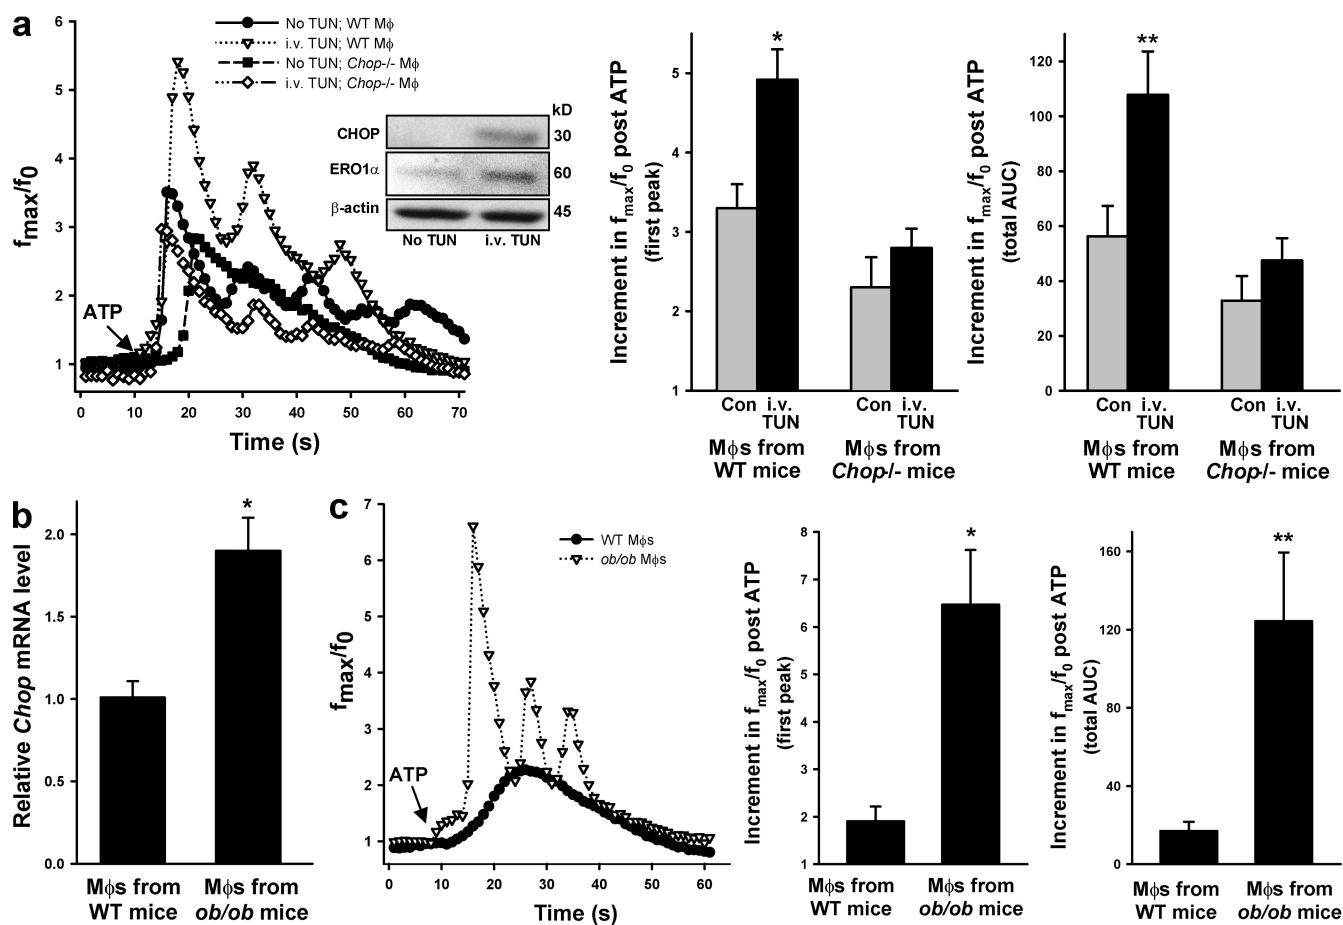 a
No TUN; WT Mϕ
i.v. TUN; WT Mϕ
No TUN; Chop-/- Mϕ
i.v. TUN; Chop-/- Mϕ
fmax/f0
6
5
4
3
2
1
ATP
0 10 20 30 40 50 60 70
Time (s)
kD
CHOP 30
ERO1α 60
β-actin 45
No TUN i.v. TUN
Increment in fmax/f0 post ATP
(first peak)
5
4
3
2
1
*
Con i.v. TUN Con i.v. TUN
Mϕs from WT mice
Mϕs from Chop-/- mice
Increment in fmax/f0 post ATP
(total AUC)
120
100
80
60
40
20
0
**
Con i.v. TUN Con i.v. TUN
Mϕs from WT mice
Mϕs from Chop-/- mice
b
Relative Chop mRNA level
2.0
1.5
1.0
0.5
0.0
*
Mϕs from WT mice
Mϕs from ob/ob mice
c
WT Mϕs
ob/ob Mϕs
fmax/f0
7
6
5
4
3
2
1
ATP
0 10 20 30 40 50 60
Time (s)
Increment in fmax/f0 post ATP
(first peak)
8
7
6
5
4
3
2
1
*
Mϕs from WT mice
Mϕs from ob/ob mice
Increment in fmax/f0 post ATP
(total AUC)
160
120
80
40
0
**
Mϕs from WT mice
Mϕs from ob/ob mice